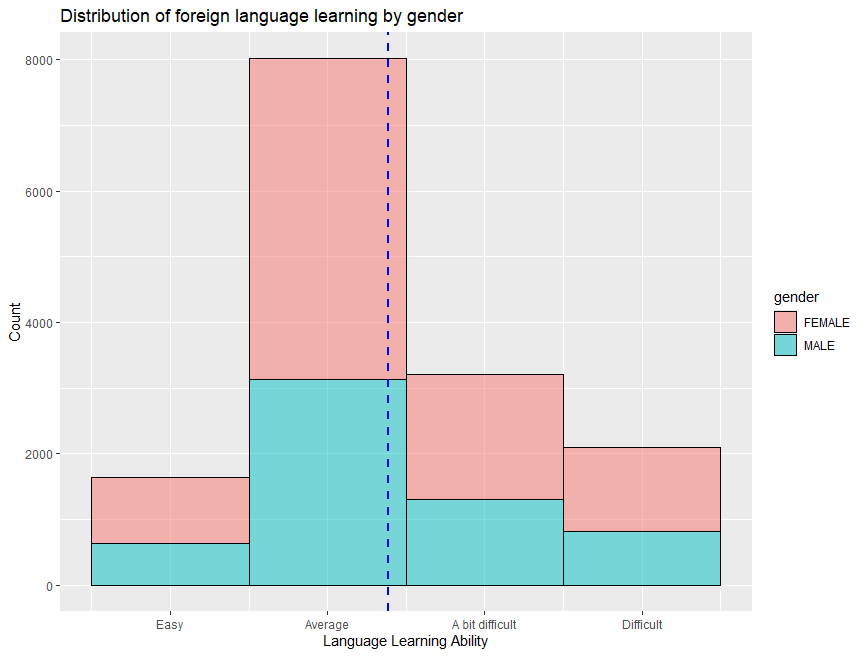 Distribution of foreign language learning by gender
8000
6000
4000
2000
0
Count
Easy
Average
A bit difficult
Difficult
Language Learning Ability
gender
FEMALE
MALE